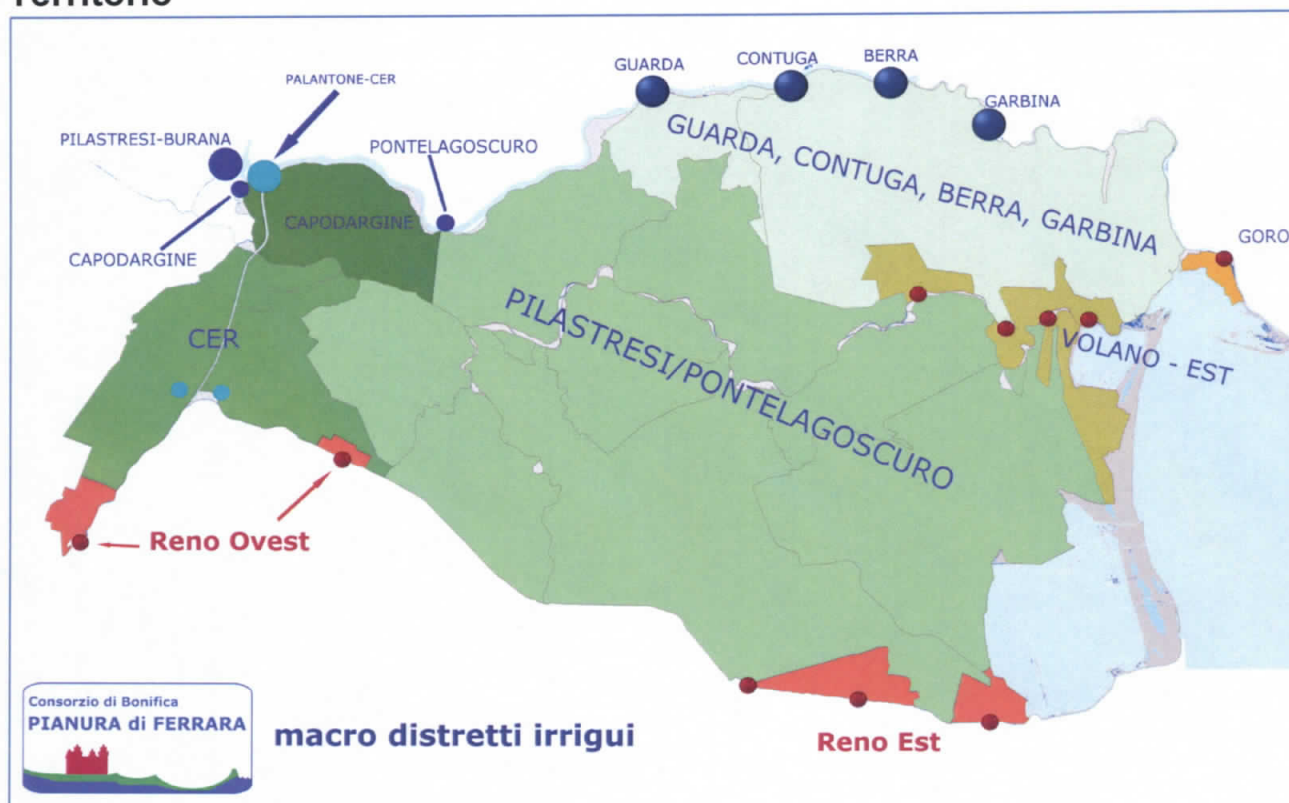 Territorio
GUARDA
CONTUGA
BERRA
PALANTONE-CER
GARBINA
PILASTRESI-BURANA
PONTELAGOSCURO
GUARDA, CONTUGA, BERRA, GARBINA
CAPODARGINE
CAPODARGINE
GORO
PILASTRESI/PONTELAGOSCURO
CER
VOLANO - EST
Reno Ovest
Consorzio di Bonifica
PIANURA di FERRARA
macro distretti irrigui
Reno Est